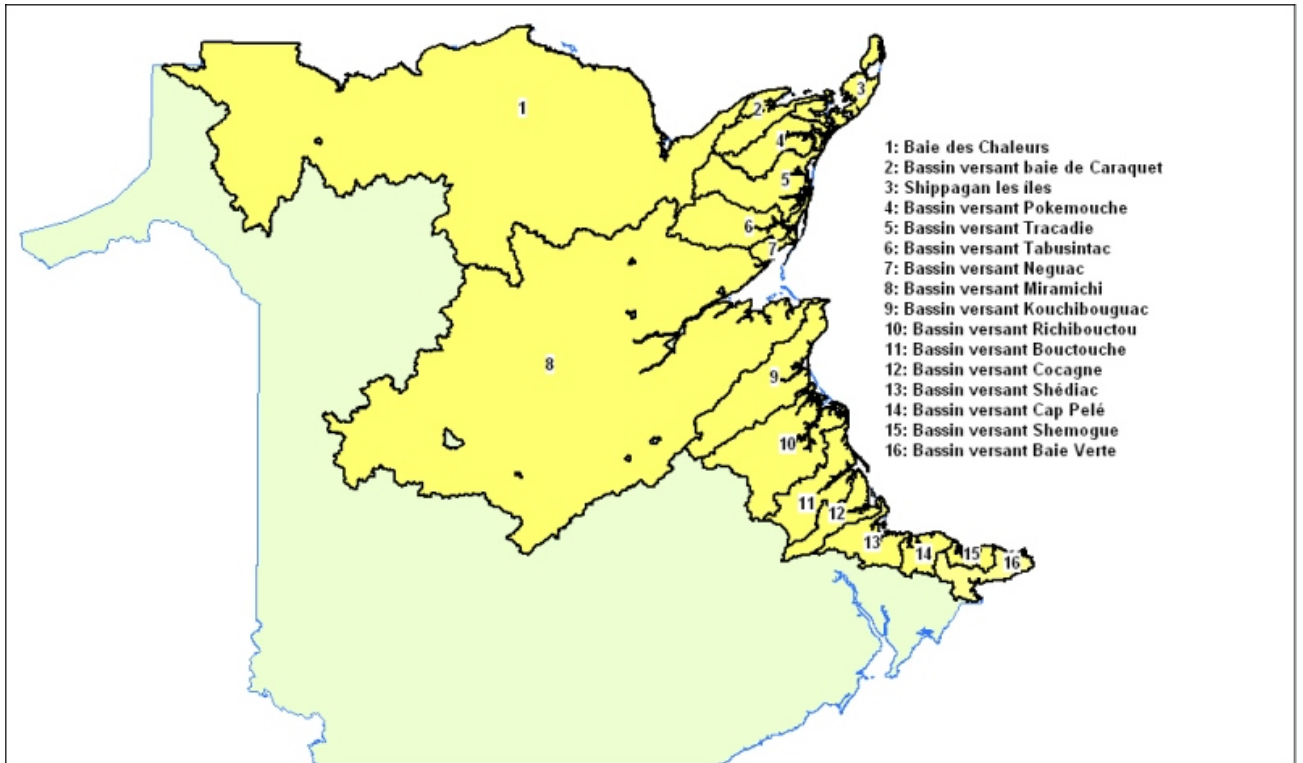 1
2
3
4
5
6
7
8
9
10
11
12
13
14
15
16
1: Baie des Chaleurs
2: Bassin versant baie de Caraquet
3: Shippagan les iles
4: Bassin versant Pokemouche
5: Bassin versant Tracadie
6: Bassin versant Tabusintac
7: Bassin versant Neguac
8: Bassin versant Miramichi
9: Bassin versant Kouchibouguac
10: Bassin versant Richibouctou
11: Bassin versant Bouctouche
12: Bassin versant Cocagne
13: Bassin versant Shédiac
14: Bassin versant Cap Pelé
15: Bassin versant Shemogue
16: Bassin versant Baie Verte